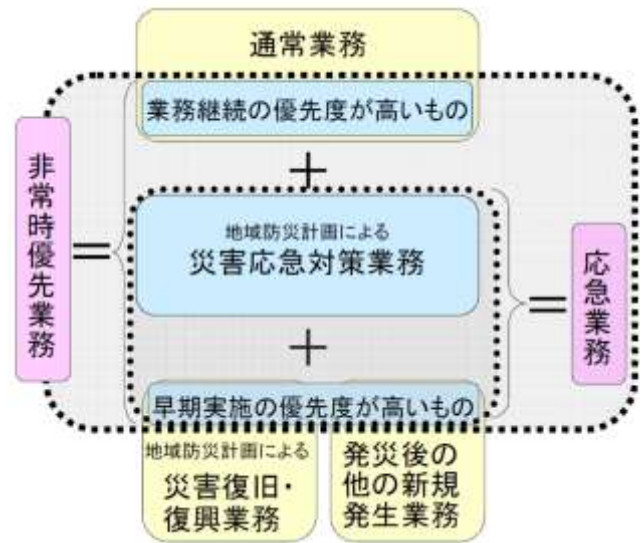 通常業務
業務継続の優先度が高いもの
+
非常時優先業務
=
地域防災計画による
災害応急対策業務
=
応急業務
+
早期実施の優先度が高いもの
地域防災計画による
災害復旧・
復興業務
発災後の
他の新規
発生業務